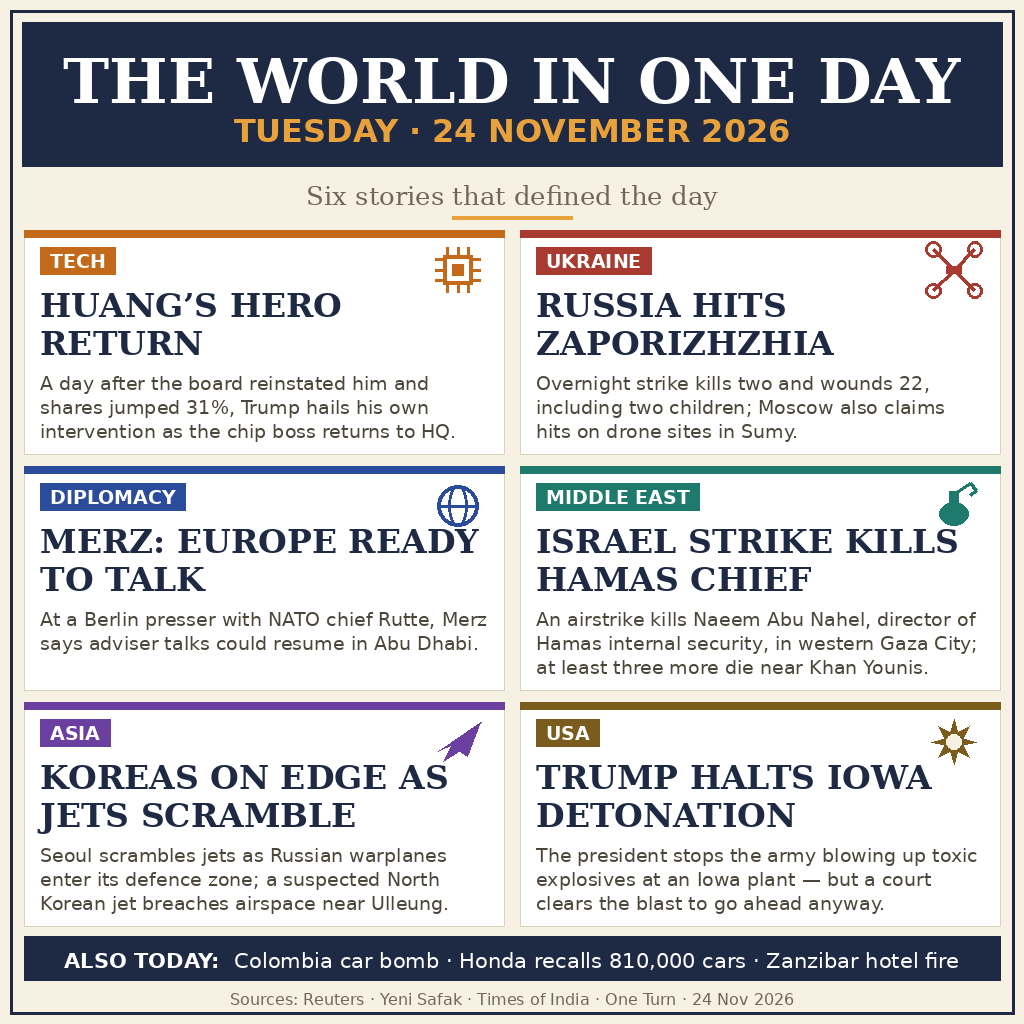 THE WORLD IN ONE DAY
TUESDAY · 24 NOVEMBER 2026
Six stories that defined the day
TECH
HUANG’S HERO
RETURN
A day after the board reinstated him and
shares jumped 31%, Trump hails his own
intervention as the chip boss returns to HQ.
UKRAINE
RUSSIA HITS
ZAPORIZHZHIA
Overnight strike kills two and wounds 22,
including two children; Moscow also claims
hits on drone sites in Sumy.
DIPLOMACY
MERZ: EUROPE READY
TO TALK
At a Berlin presser with NATO chief Rutte, Merz
says adviser talks could resume in Abu Dhabi.
MIDDLE EAST
ISRAEL STRIKE KILLS
HAMAS CHIEF
An airstrike kills Naeem Abu Nahel, director of
Hamas internal security, in western Gaza City;
at least three more die near Khan Younis.
ASIA
KOREAS ON EDGE AS
JETS SCRAMBLE
Seoul scrambles jets as Russian warplanes
enter its defence zone; a suspected North
Korean jet breaches airspace near Ulleung.
USA
TRUMP HALTS IOWA
DETONATION
The president stops the army blowing up toxic
explosives at an Iowa plant — but a court
clears the blast to go ahead anyway.
ALSO TODAY: Colombia car bomb · Honda recalls 810,000 cars · Zanzibar hotel fire
Sources: Reuters · Yeni Safak · Times of India · One Turn · 24 Nov 2026